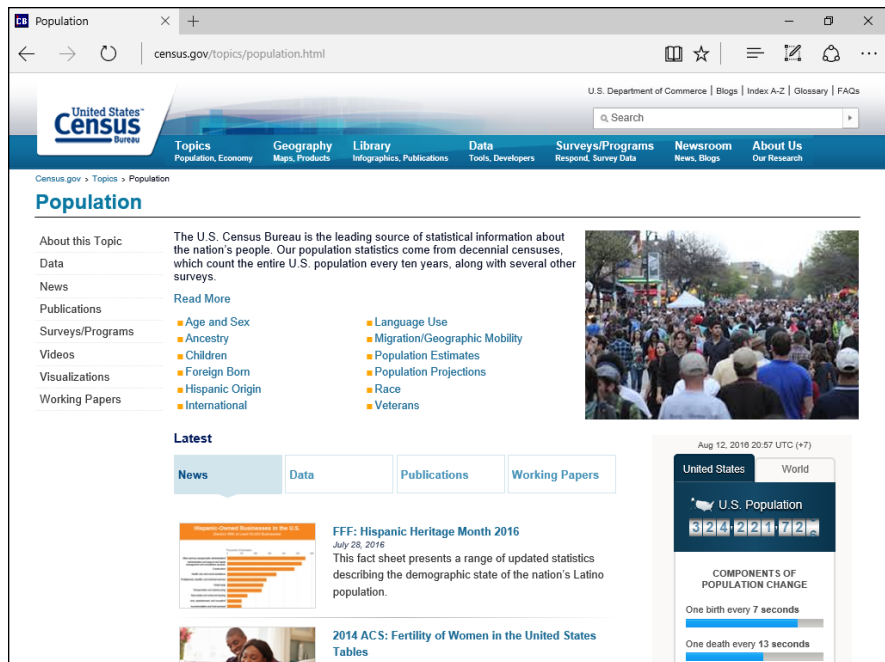 CB Population
census.gov/topics/population.html
U.S. Department of Commerce | Blogs | Index A-Z | Glossary | FAQs
United States™
Census
Bureau
Search
Topics
Population, Economy
Geography
Maps, Products
Library
Infographics, Publications
Data
Tools, Developers
Surveys/Programs
Respond, Survey Data
Newsroom
News, Blogs
About Us
Our Research
Census.gov > Topics > Population
Population
About this Topic
Data
News
Publications
Surveys/Programs
Videos
Visualizations
Working Papers
The U.S. Census Bureau is the leading source of statistical information about
the nation's people. Our population statistics come from decennial censuses,
which count the entire U.S. population every ten years, along with several other
surveys.
Read More
Age and Sex
Ancestry
Children
Foreign Born
Hispanic Origin
International
Language Use
Migration/Geographic Mobility
Population Estimates
Population Projections
Race
Veterans
Latest
News
Data
Publications
Working Papers
Hispanic-Owned Businesses in the U.S.
FFF: Hispanic Heritage Month 2016
July 28, 2016
This fact sheet presents a range of updated statistics
describing the demographic state of the nation's Latino
population.
2014 ACS: Fertility of Women in the United States
Tables
Aug 12, 2016 20:57 UTC (+7)
United States
World
U.S. Population
324,221,72
COMPONENTS OF
POPULATION CHANGE
One birth every 7 seconds
One death every 13 seconds